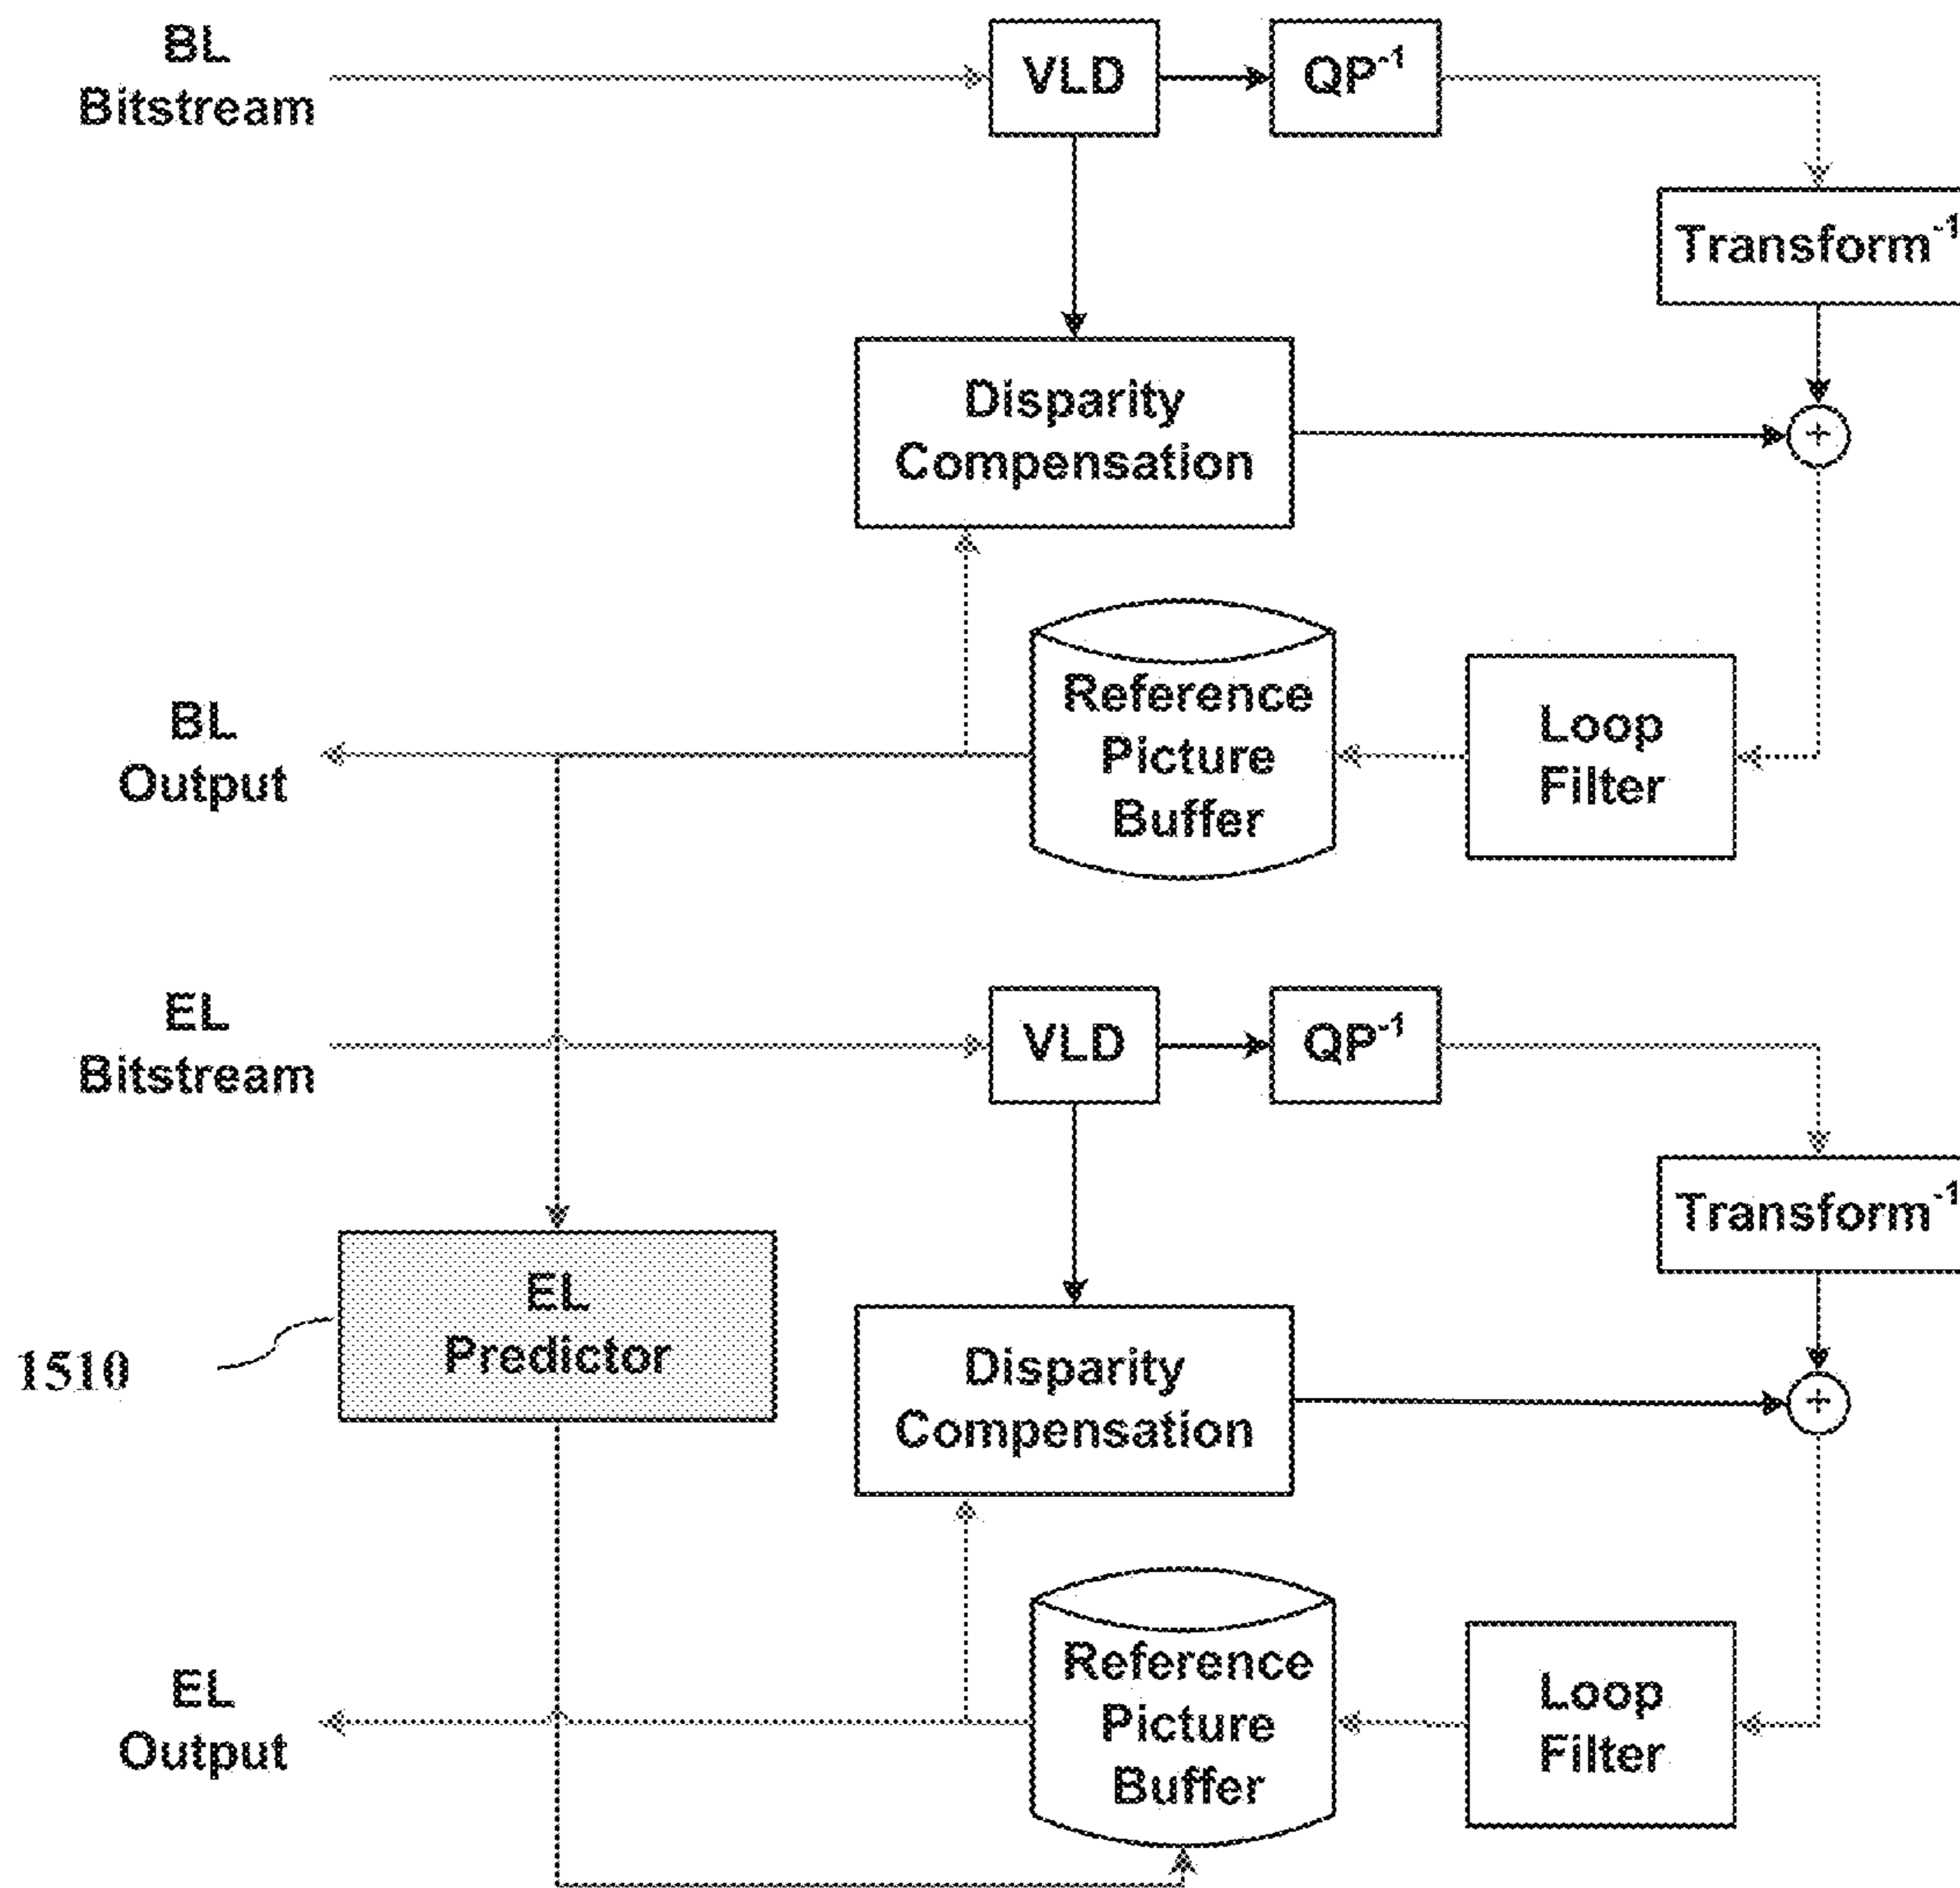 BL
Bitstream
VLD
QP⁻¹
Transform⁻¹
Disparity
Compensation
+
BL
Output
Reference
Picture
Buffer
Loop
Filter
EL
Bitstream
VLD
QP⁻¹
Transform⁻¹
EL
Predictor
1510
Disparity
Compensation
+
EL
Output
Reference
Picture
Buffer
Loop
Filter